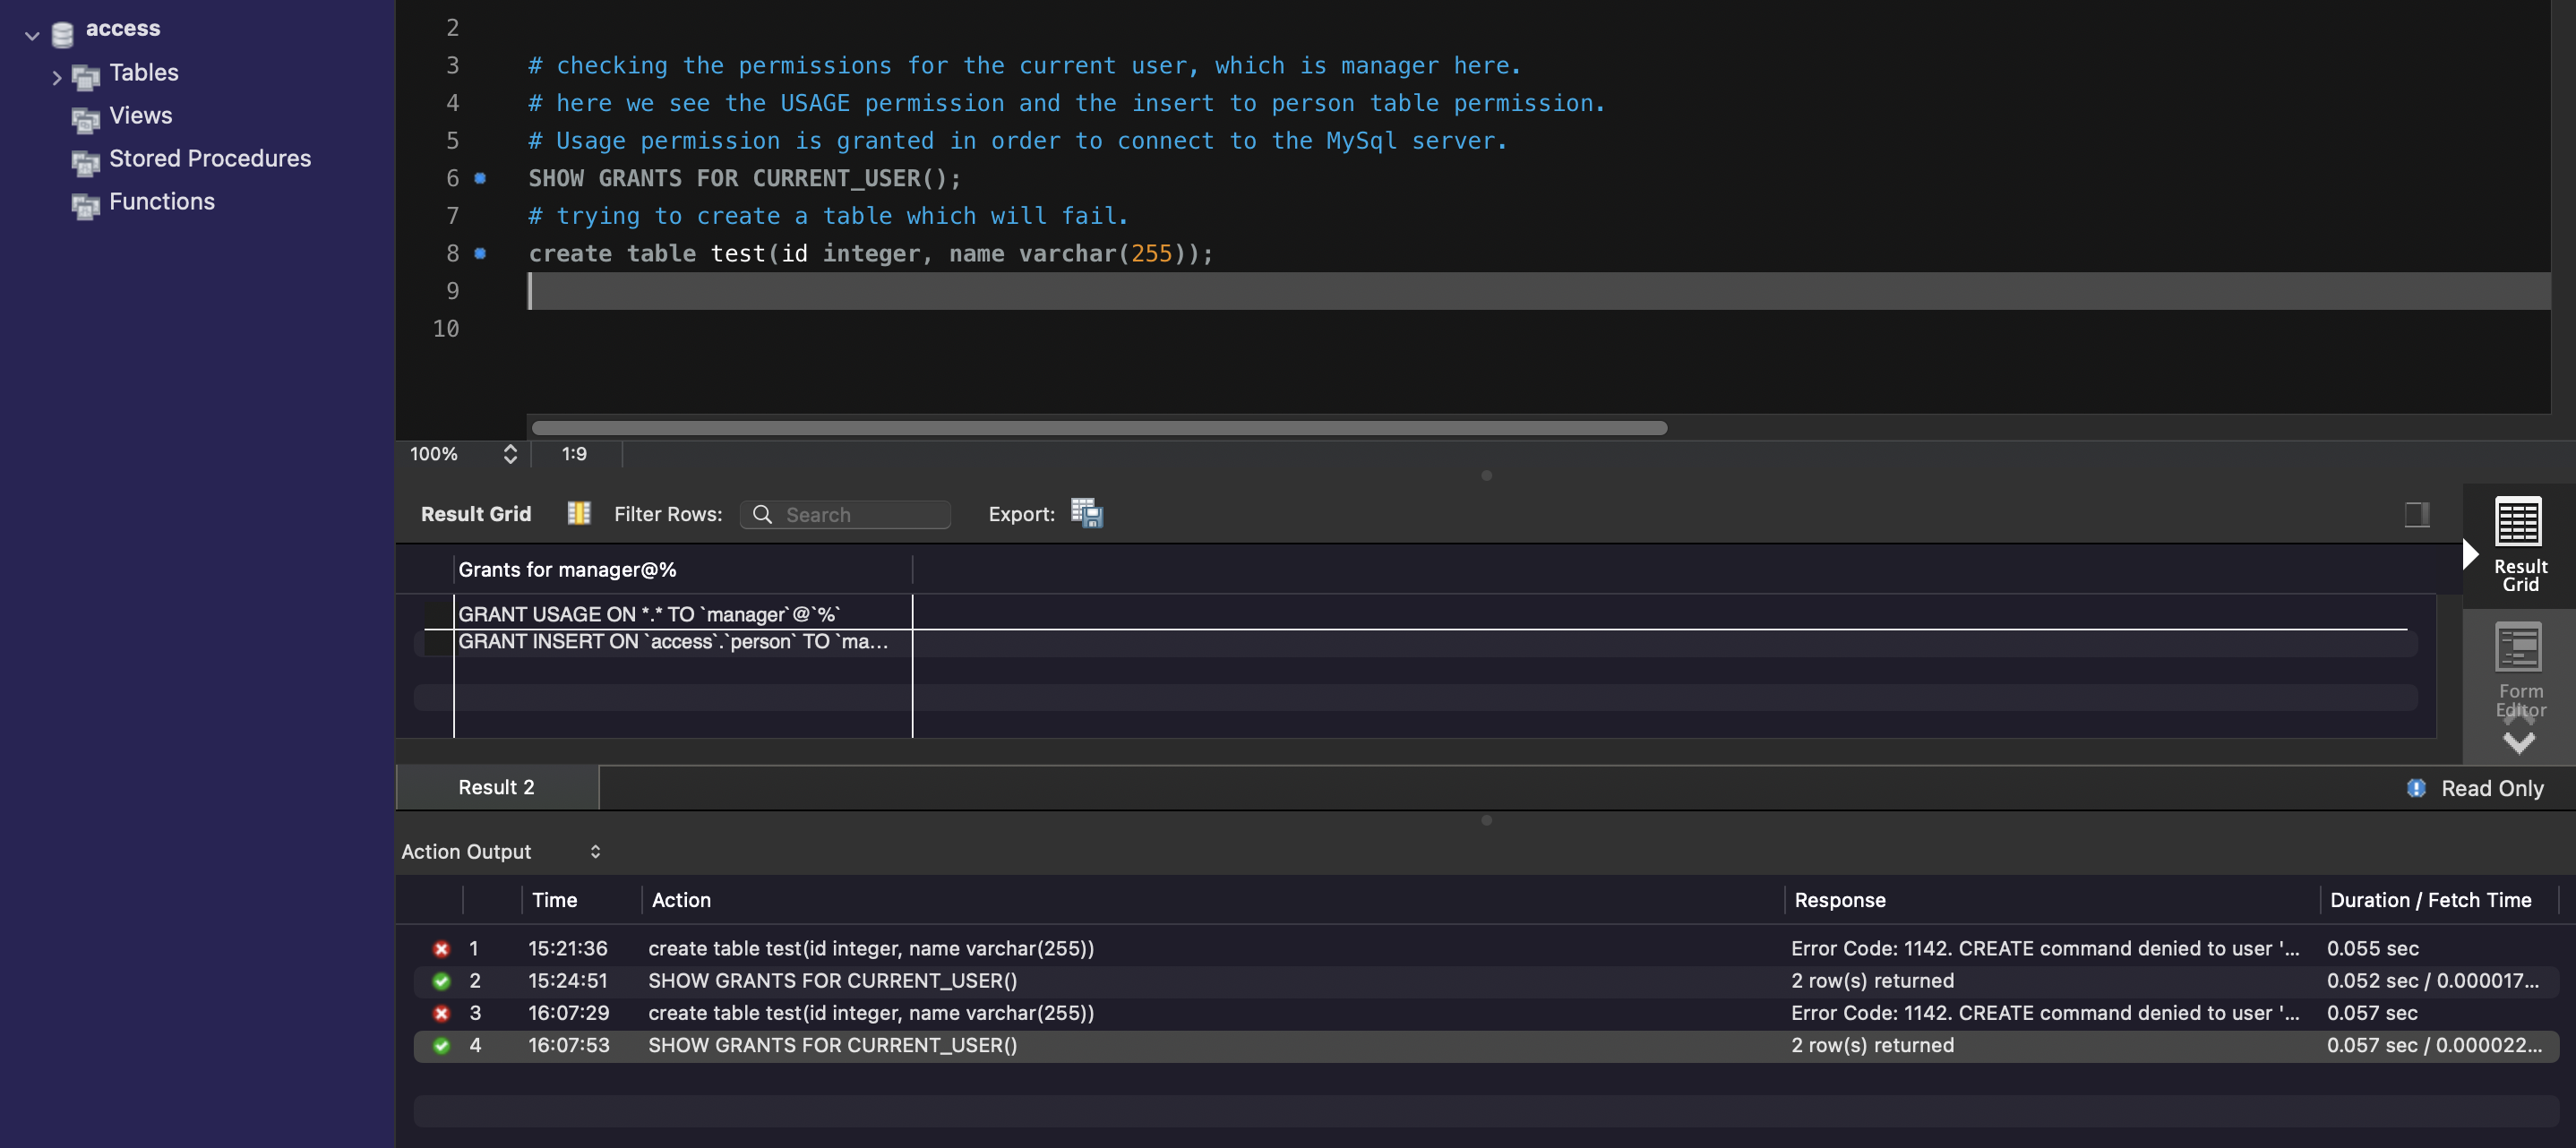 access
Tables
Views
Stored Procedures
Functions
2
3 # checking the permissions for the current user, which is manager here.
4 # here we see the USAGE permission and the insert to person table permission.
5 # Usage permission is granted in order to connect to the MySql server.
6 SHOW GRANTS FOR CURRENT_USER();
7 # trying to create a table which will fail.
8 create table test(id integer, name varchar(255));
9
10
100% 1:9
Result Grid Filter Rows: Search Export:
Grants for manager@%
GRANT USAGE ON *.* TO `manager`@`%`
GRANT INSERT ON `access`.`person` TO `ma...
Result
Grid
Form
Editor
Result 2 Read Only
Action Output
Time Action Response Duration / Fetch Time
1 15:21:36 create table test(id integer, name varchar(255)) Error Code: 1142. CREATE command denied to user '... 0.055 sec
2 15:24:51 SHOW GRANTS FOR CURRENT_USER() 2 row(s) returned 0.052 sec / 0.000017...
3 16:07:29 create table test(id integer, name varchar(255)) Error Code: 1142. CREATE command denied to user '... 0.057 sec
4 16:07:53 SHOW GRANTS FOR CURRENT_USER() 2 row(s) returned 0.057 sec / 0.000022...